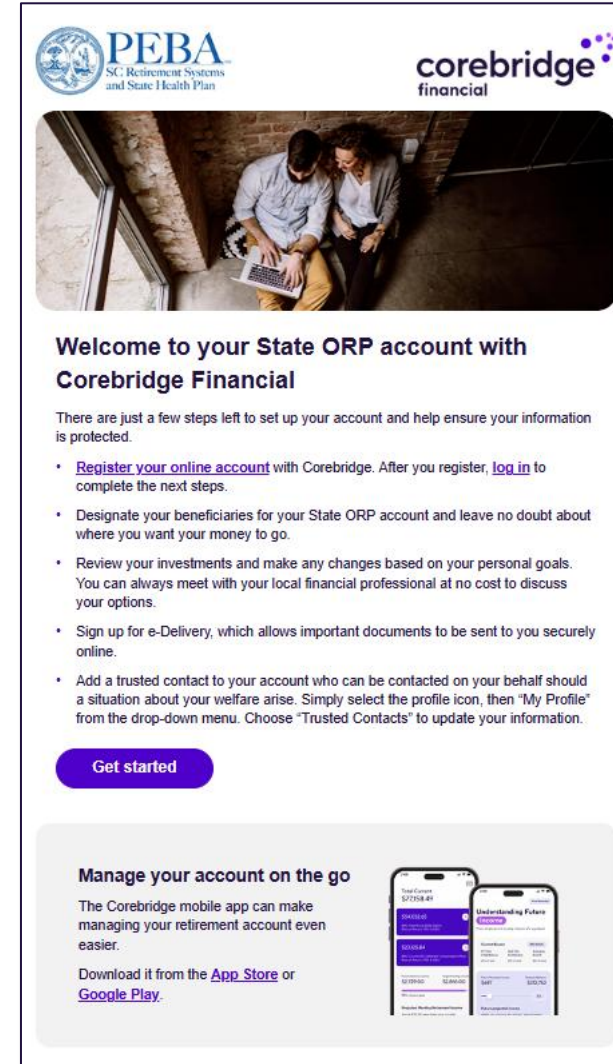 PEBA
SC Retirement Systems
and State Health Plan
corebridge
financial
Welcome to your State ORP account with
Corebridge Financial
There are just a few steps left to set up your account and help ensure your information
is protected.
• Register your online account with Corebridge. After you register, log in to
complete the next steps.
• Designate your beneficiaries for your State ORP account and leave no doubt about
where you want your money to go.
• Review your investments and make any changes based on your personal goals.
You can always meet with your local financial professional at no cost to discuss
your options.
• Sign up for e-Delivery, which allows important documents to be sent to you securely
online.
• Add a trusted contact to your account who can be contacted on your behalf should
a situation about your welfare arise. Simply select the profile icon, then “My Profile”
from the drop-down menu. Choose “Trusted Contacts” to update your information.
Get started
Manage your account on the go
The Corebridge mobile app can make
managing your retirement account even
easier.
Download it from the App Store or
Google Play.
Total Current
$77,158.49
Understanding Future
Income